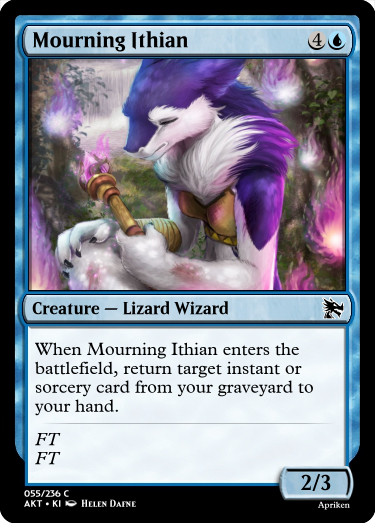 Mourning Ithian 4
Creature — Lizard Wizard
When Mourning Ithian enters the
battlefield, return target instant or
sorcery card from your graveyard to
your hand.
FT
FT
2/3
055/236 C
AKT • KI Helen Dafne
Apriken